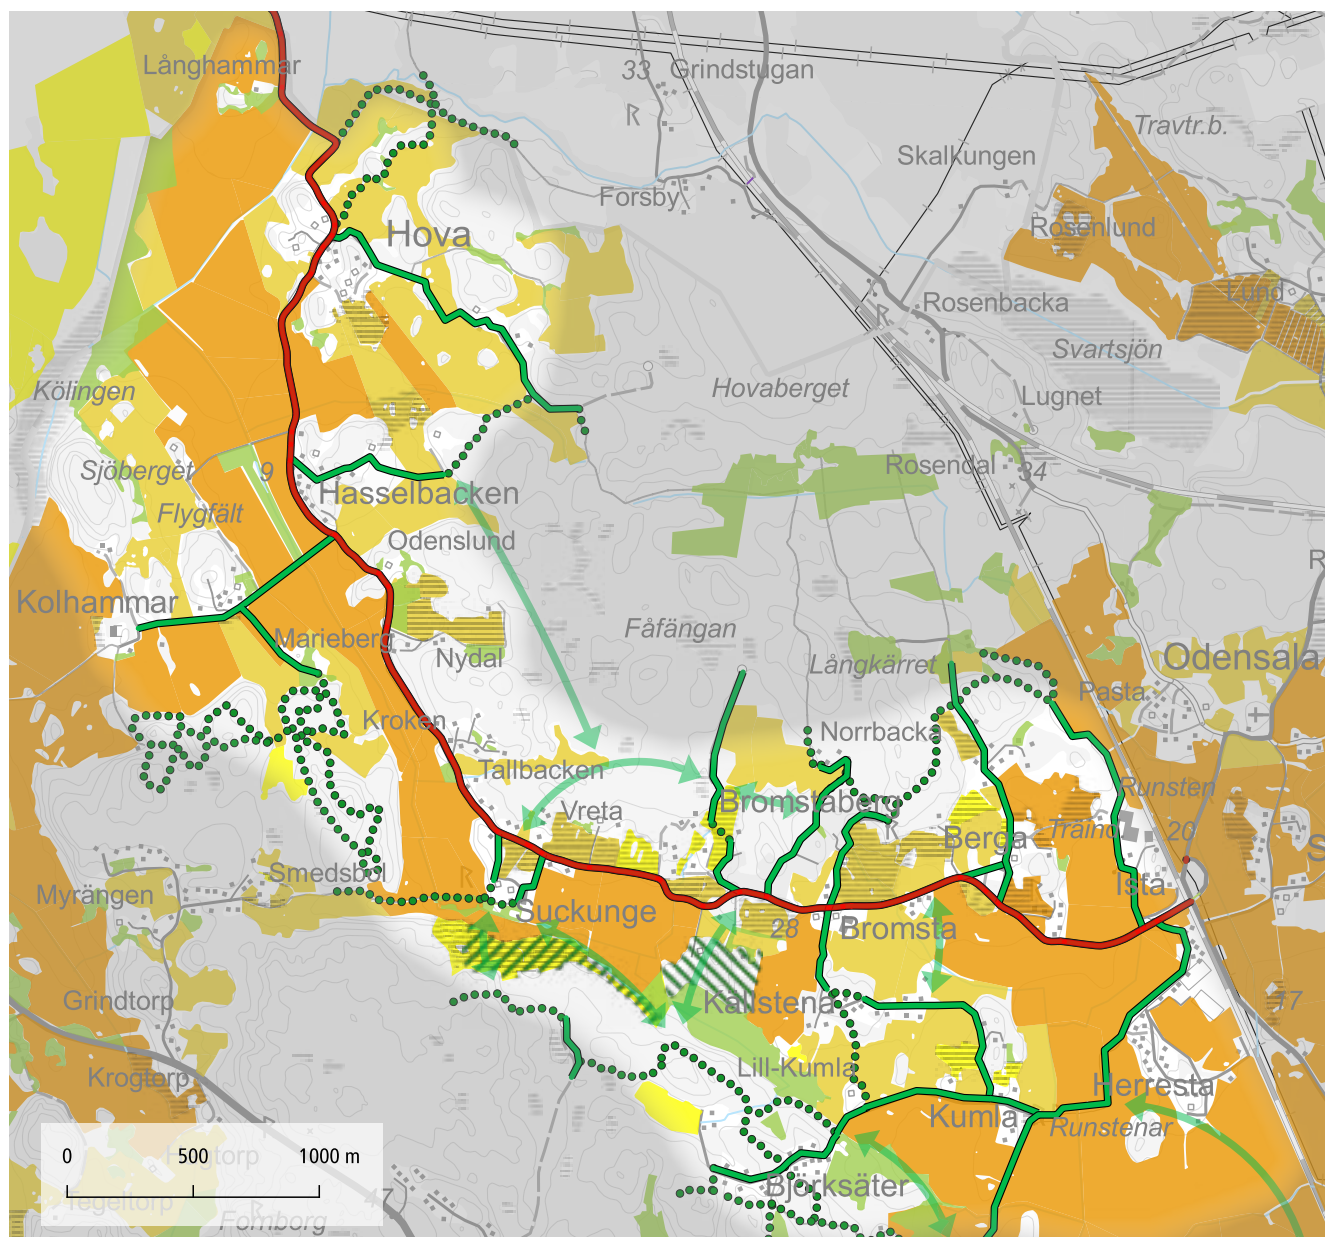 Långhammar
33
Grindstugan
R
Travtr.b.
Skalkungen
Forsby
Hova
Rosenlund
Lund
Rosenbacka
R
Svartsjön
Kölingen
Hovaberget
Lugnet
Sjöberget
9
Rosendal
34
Hasselbacken
Flygfält
Odenslund
R
Kolhammar
Marieberg
Fåfängan
Nydal
Långkärret
Odensala
Pasta
Kroken
Norrbacka
Tallbacken
Runsten
Vreta
Bromstaberg
R
Berga
20
S
Smedsbol
R
Ista
Myrängen
Suckunge
28
Bromsta
R
Grindtorp
Källstena
17
Lill-Kumla
Krogtorp
Herresta
Kumla
Runstenar
R
0
500
1000 m
Björksäter
Tegeltorp
R
47
Fornborg